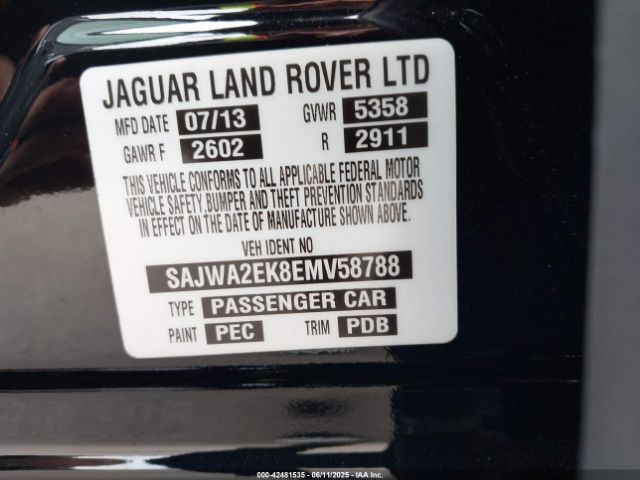 JAGUAR LAND ROVER LTD
MFD DATE 07/13 GVWR 5358
GAWR F 2602 R 2911
THIS VEHICLE CONFORMS TO ALL APPLICABLE FEDERAL MOTOR
VEHICLE SAFETY BUMPER AND THEFT PREVENTION STANDARDS
IN EFFECT ON THE DATE OF MANUFACTURE SHOWN ABOVE.
VEH IDENT NO
SAJWA2EK8EMV58788
TYPE PASSENGER CAR
PAINT PEC TRIM PDB
000-42481535 - 06/11/2025 - IAA Inc.